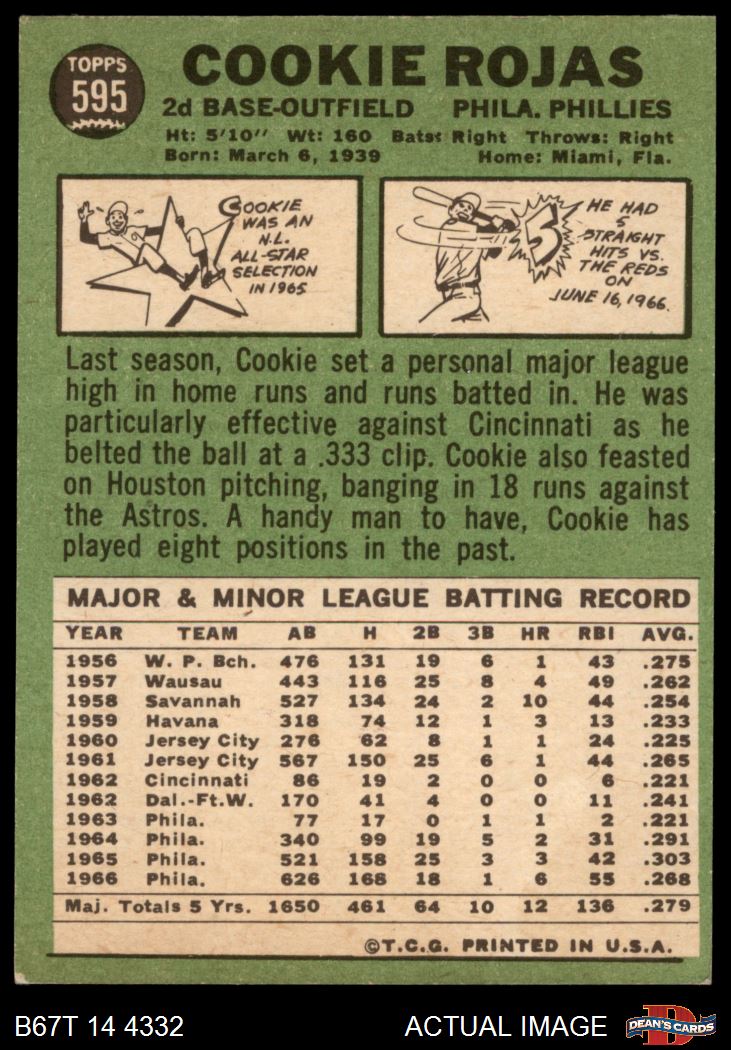 TOPPS
595
COOKIE ROJAS
2d BASE-OUTFIELD PHILA. PHILLIES
Ht: 5'10" Wt: 160 Bats: Right Throws: Right
Born: March 6, 1939 Home: Miami, Fla.
COOKIE
WAS AN
N.L.
ALL-STAR
SELECTION
IN 1965
5
HE HAD
5
STRAIGHT
HITS VS.
THE REDS
ON
JUNE 16, 1966.
Last season, Cookie set a personal major league
high in home runs and runs batted in. He was
particularly effective against Cincinnati as he
belted the ball at a .333 clip. Cookie also feasted
on Houston pitching, banging in 18 runs against
the Astros. A handy man to have, Cookie has
played eight positions in the past.
MAJOR & MINOR LEAGUE BATTING RECORD
YEAR TEAM AB H 2B 3B HR RBI AVG.
1956 W. P. Bch. 476 131 19 6 1 43 .275
1957 Wausau 443 116 25 8 4 49 .262
1958 Savannah 527 134 24 2 10 44 .254
1959 Havana 318 74 12 1 3 13 .233
1960 Jersey City 276 62 8 1 1 24 .225
1961 Jersey City 567 150 25 6 1 44 .265
1962 Cincinnati 86 19 2 0 0 6 .221
1962 Dal.-Ft.W. 170 41 4 0 0 11 .241
1963 Phila. 77 17 0 1 1 2 .221
1964 Phila. 340 99 19 5 2 31 .291
1965 Phila. 521 158 25 3 3 42 .303
1966 Phila. 626 168 18 1 6 55 .268
Maj. Totals 5 Yrs. 1650 461 64 10 12 136 .279
©T.C.G. PRINTED IN U.S.A.
B67T 14 4332 ACTUAL IMAGE
D
DEAN'S CARDS